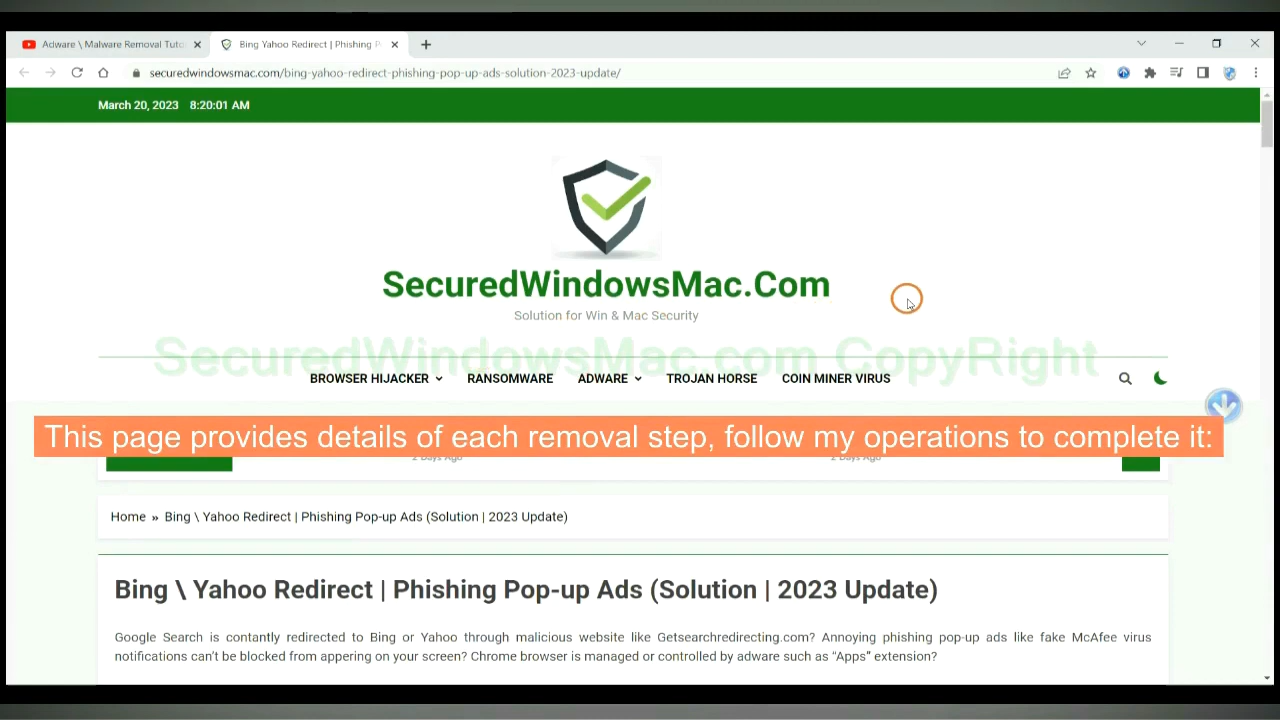 Adware \ Malware Removal Tuto
Bing Yahoo Redirect | Phishing P
securedwindowsmac.com/bing-yahoo-redirect-phishing-pop-up-ads-solution-2023-update/
March 20, 2023 8:20:01 AM
SecuredWindowsMac.Com
Solution for Win & Mac Security
SecuredWindowsMac.com CopyRight
BROWSER HIJACKER RANSOMWARE ADWARE TROJAN HORSE COIN MINER VIRUS
This page provides details of each removal step, follow my operations to complete it:
2 Days Ago 2 Days Ago
Home » Bing \ Yahoo Redirect | Phishing Pop-up Ads (Solution | 2023 Update)
Bing \ Yahoo Redirect | Phishing Pop-up Ads (Solution | 2023 Update)
Google Search is contantly redirected to Bing or Yahoo through malicious website like Getsearchredirecting.com? Annoying phishing pop-up ads like fake McAfee virus
notifications can't be blocked from appering on your screen? Chrome browser is managed or controlled by adware such as “Apps” extension?